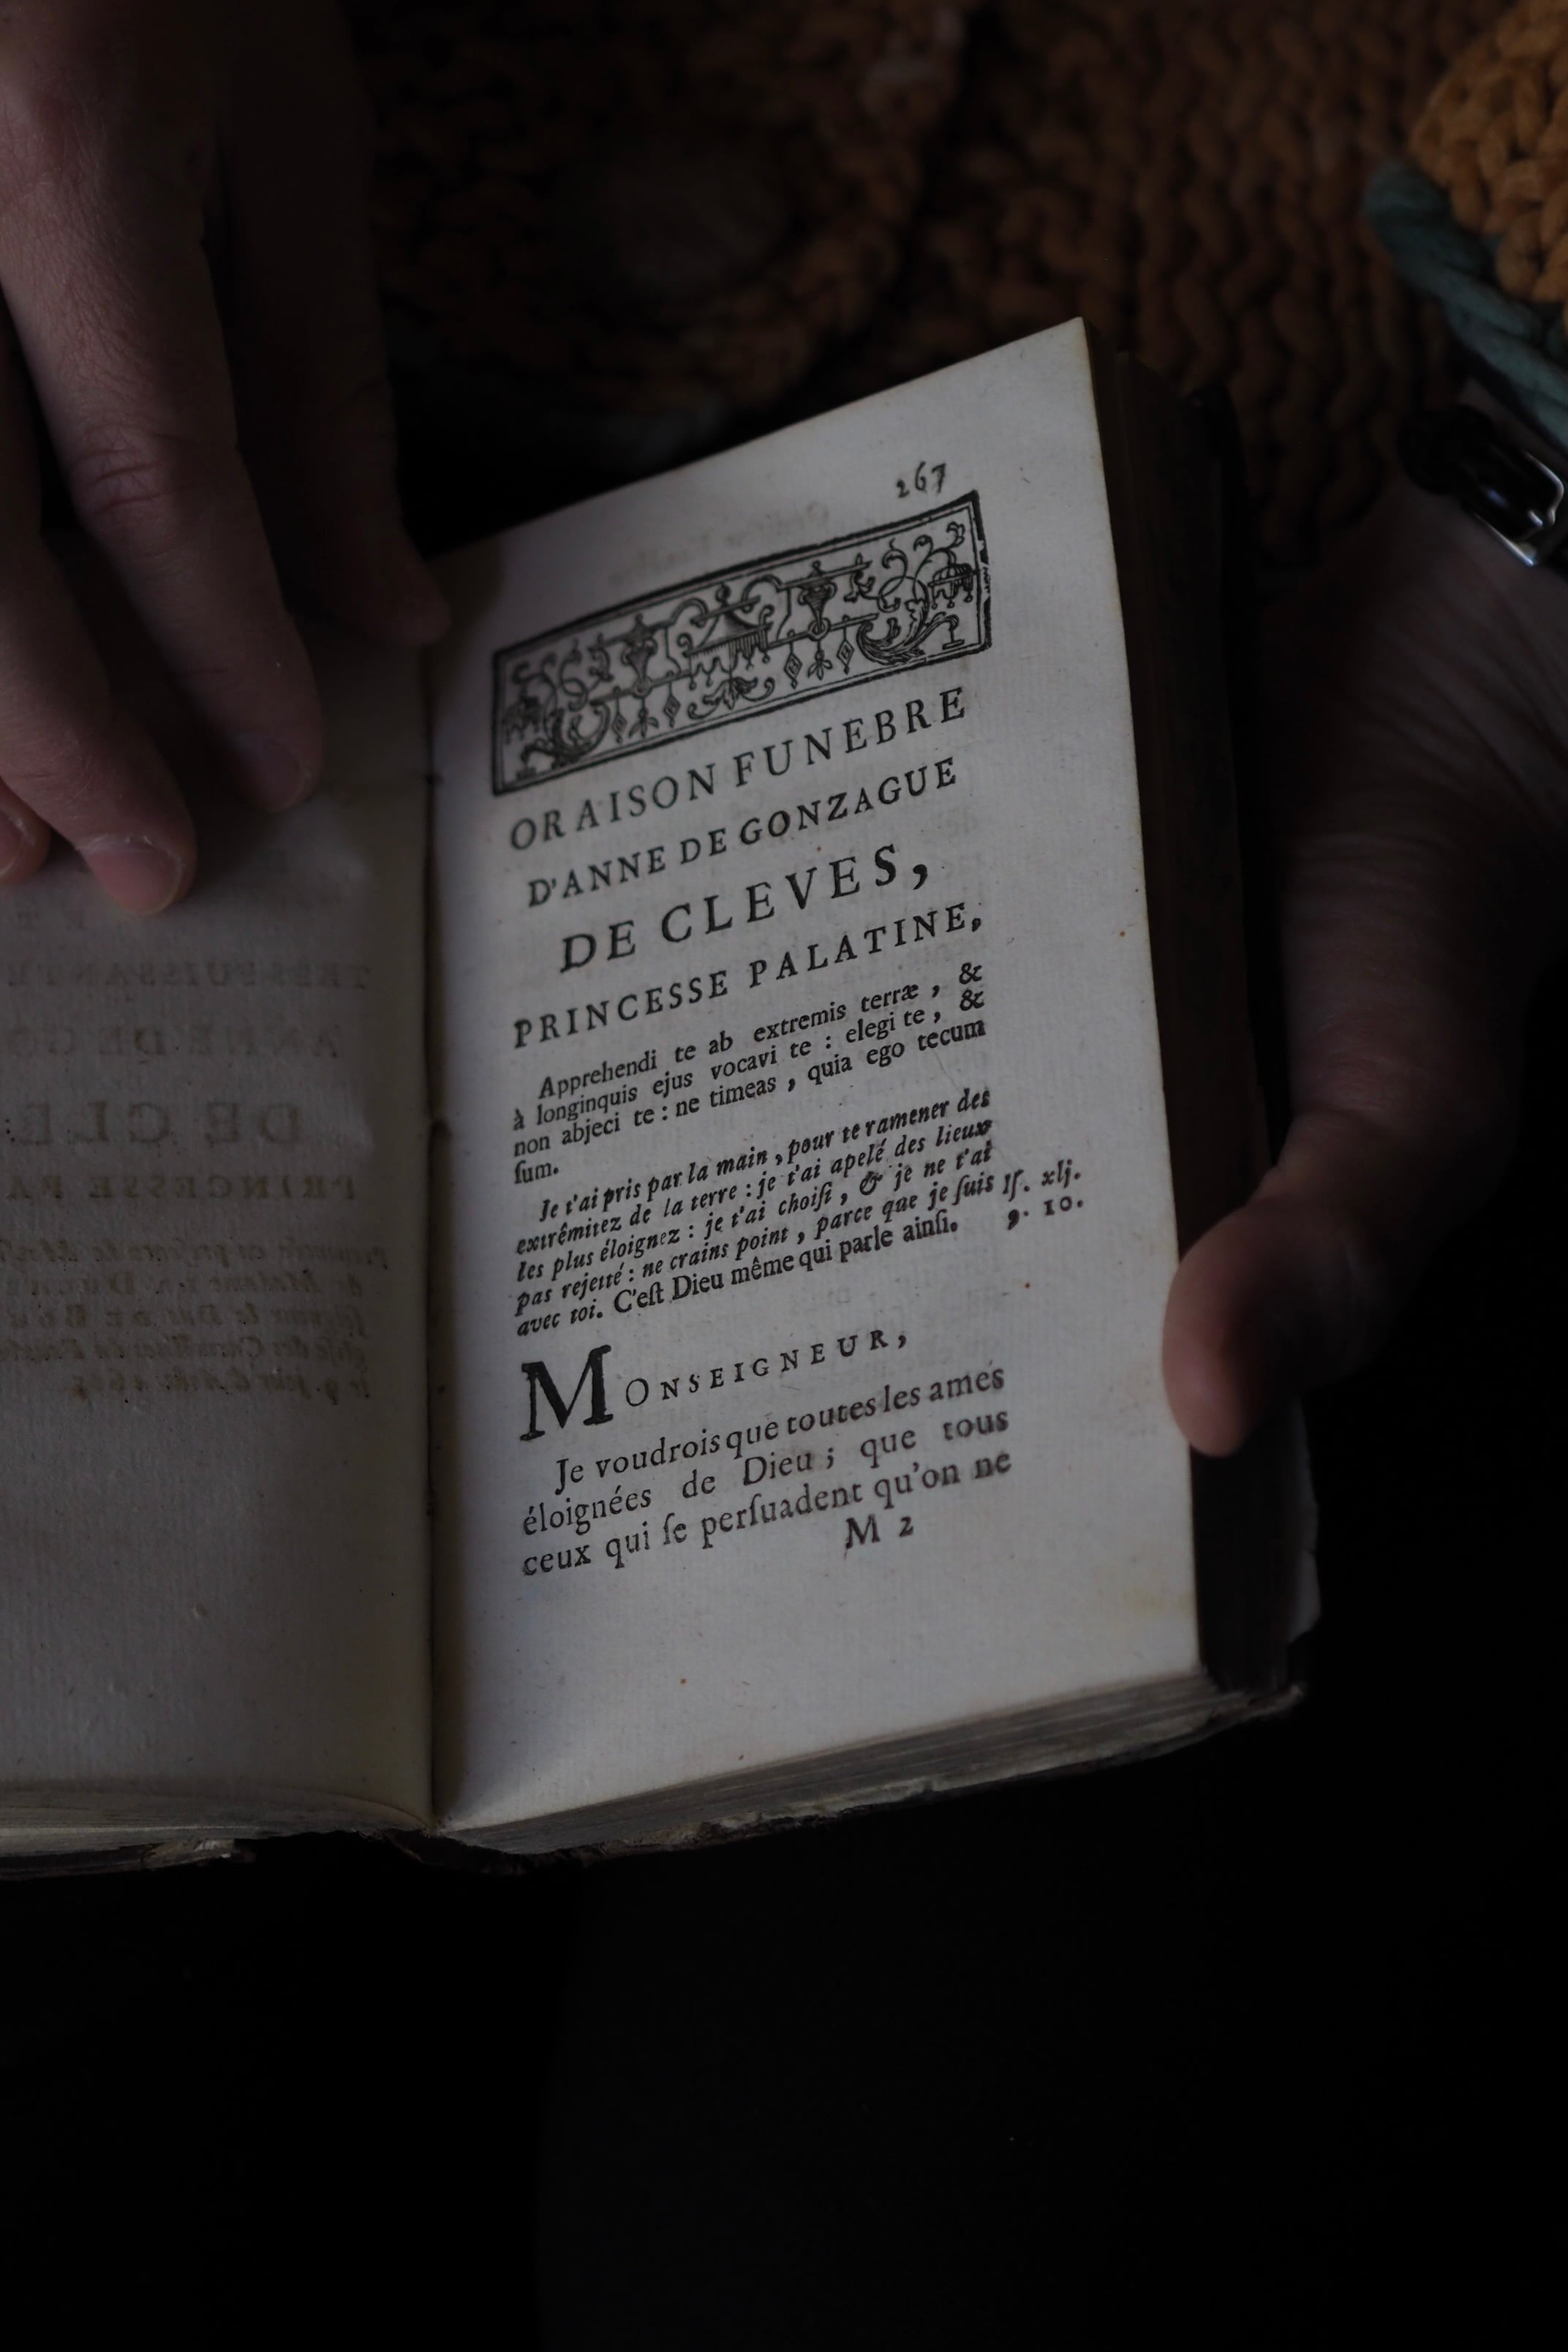 267
ORAISON FUNEBRE
D'ANNE DE GONZAGUE
DE CLEVES,
PRINCESSE PALATINE,
Apprehendi te ab extremis terræ, &
à longinquis ejus vocavi te : elegi te, &
non abjeci te : ne timeas, quia ego tecum
ſum.
Je t'ai pris par la main, pour te ramener des
extrêmitez de la terre : je t'ai apelé des lieux
les plus éloignez : je t'ai choiſi, & je ne t'ai
pas rejetté : ne crains point, parce que je ſuis
avec toi. C'eſt Dieu même qui parle ainſi.
Iſ. xlj.
9. 10.
MONSEIGNEUR,
Je voudrois que toutes les ames
éloignées de Dieu ; que tous
ceux qui ſe perſuadent qu'on ne
M 2